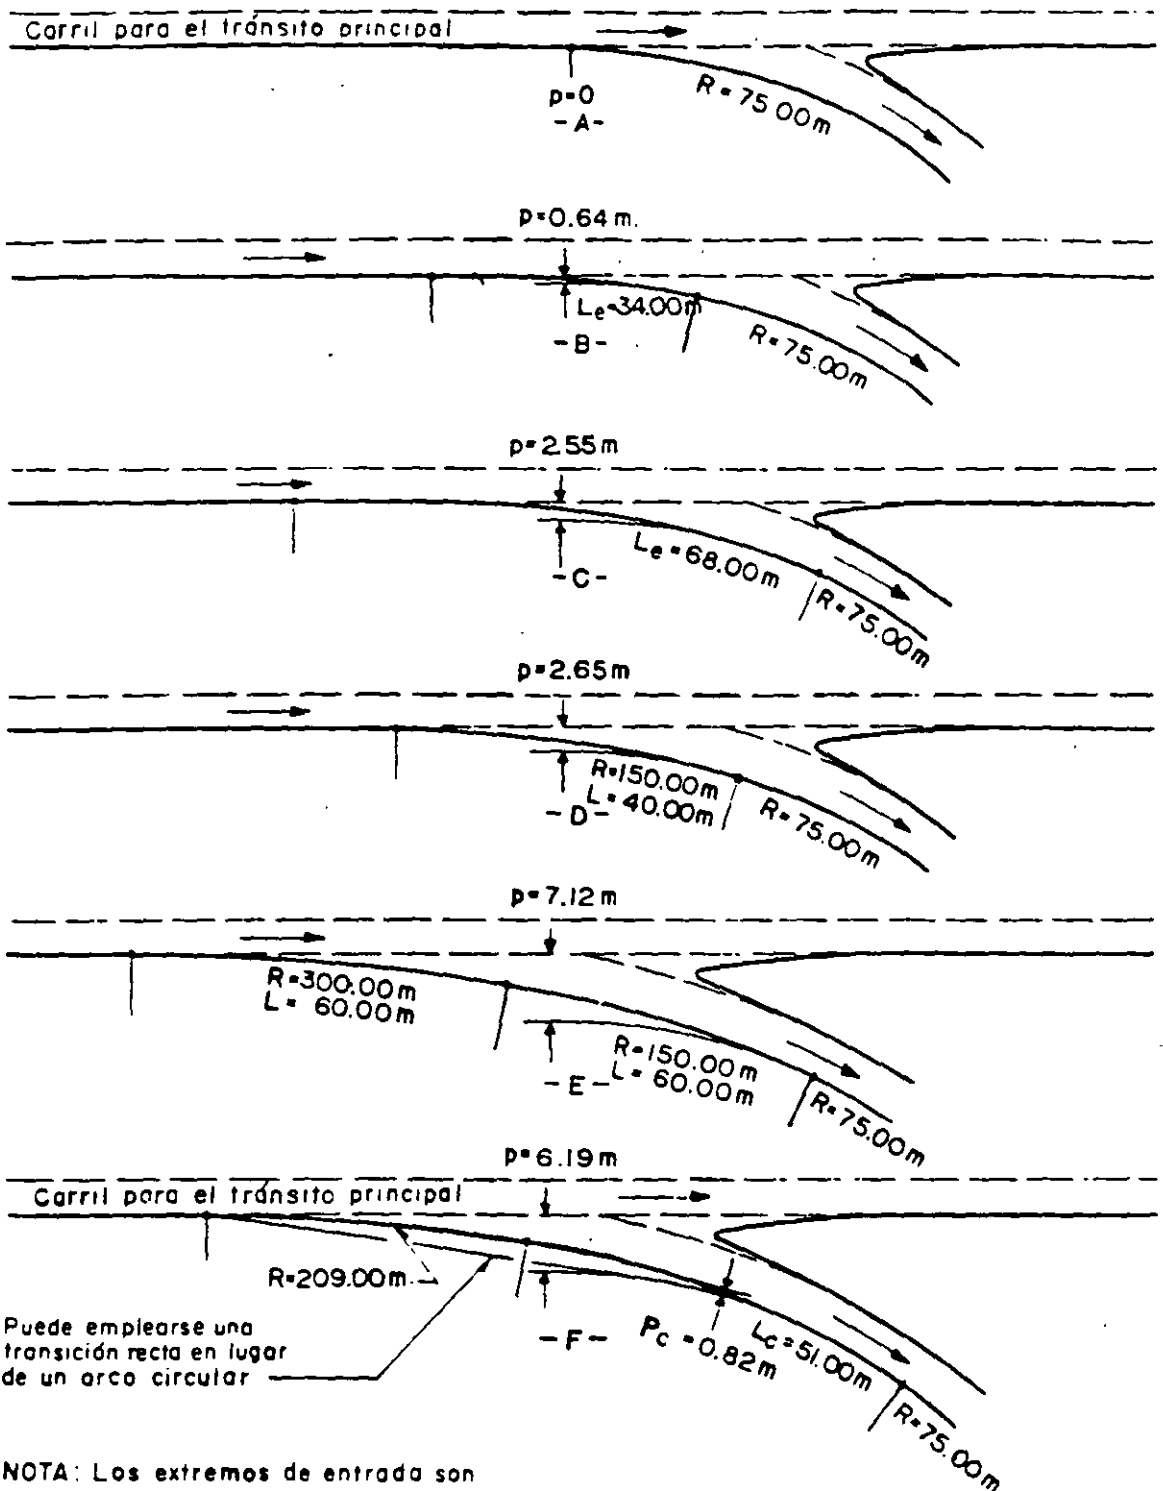 Carril para el tránsito principal
p=0
-A-
R=75.00m
p=0.64 m.
Le=34.00m
-B-
R=75.00m
p=2.55m
Le=68.00m
-C-
R=75.00m
p=2.65m
R=150.00m
L=40.00m
-D-
R=75.00m
p=7.12m
R=300.00m
L= 60.00m
R=150.00m
L= 60.00m
-E-
R=75.00m
p=6.19m
Carril para el tránsito principal
R=209.00m.
Puede emplearse una
transición recta en lugar
de un arco circular
-F-
Pc =0.82m
Lc=51.00m
R=75.00m
NOTA: Los extremos de entrada son